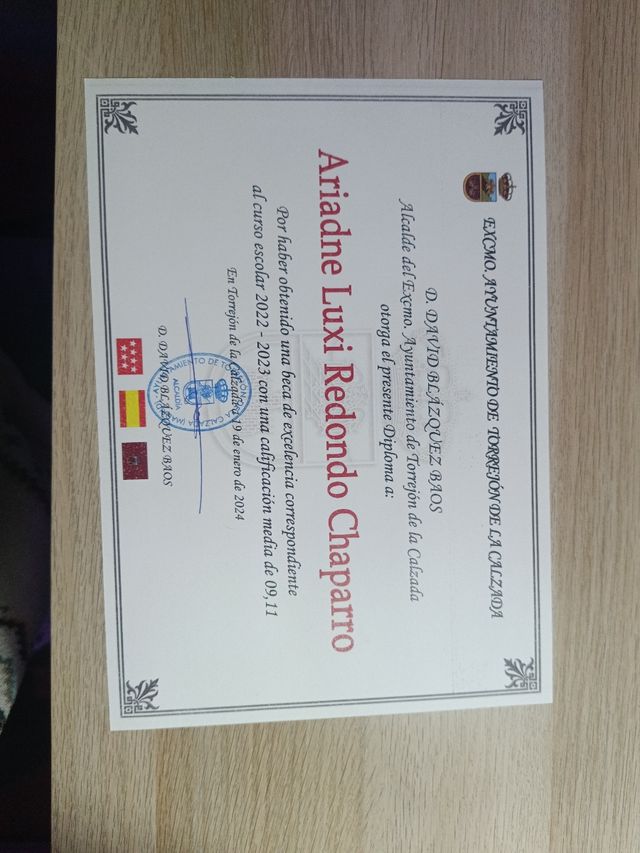 EXCMO. AYUNTAMIENTO DE TORREJÓN DE LA CALZADA
D. DAVID BLÁZQUEZ BAOS
Alcalde del Excmo. Ayuntamiento de Torrejón de la Calzada
otorga el presente Diploma a:
Ariadne Luxi Redondo Chaparro
Por haber obtenido una beca de excelencia correspondiente
al curso escolar 2022 - 2023 con una calificación media de 09,11
En Torrejón de la Calzada a 19 de enero de 2024
ALCALDÍA
D. DAVID BLÁZQUEZ BAOS